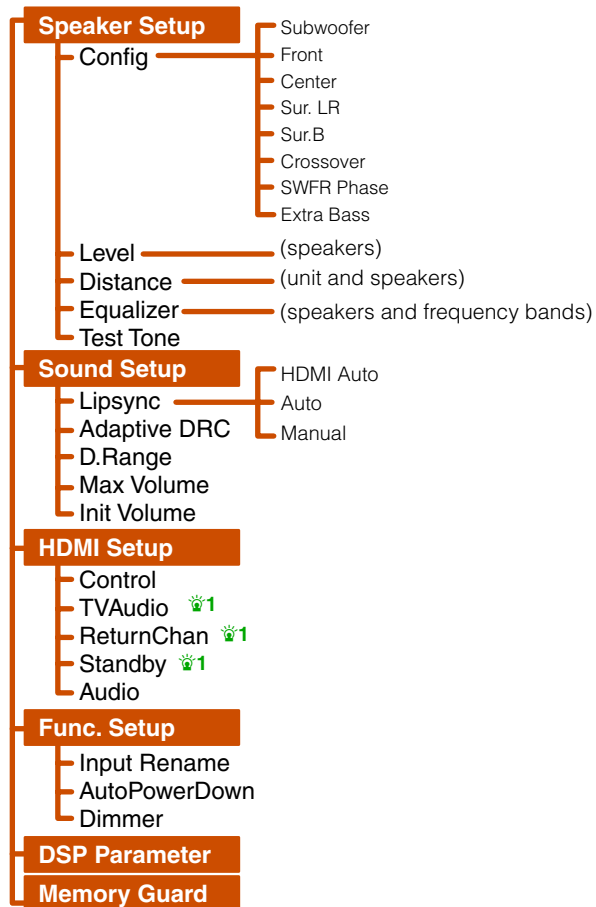 Speaker Setup
Config
Subwoofer
Front
Center
Sur. LR
Sur.B
Crossover
SWFR Phase
Extra Bass
Level
(speakers)
Distance
(unit and speakers)
Equalizer
(speakers and frequency bands)
Test Tone
Sound Setup
Lipsync
HDMI Auto
Auto
Manual
Adaptive DRC
D.Range
Max Volume
Init Volume
HDMI Setup
Control
TVAudio 1
ReturnChan 1
Standby 1
Audio
Func. Setup
Input Rename
AutoPowerDown
Dimmer
DSP Parameter
Memory Guard